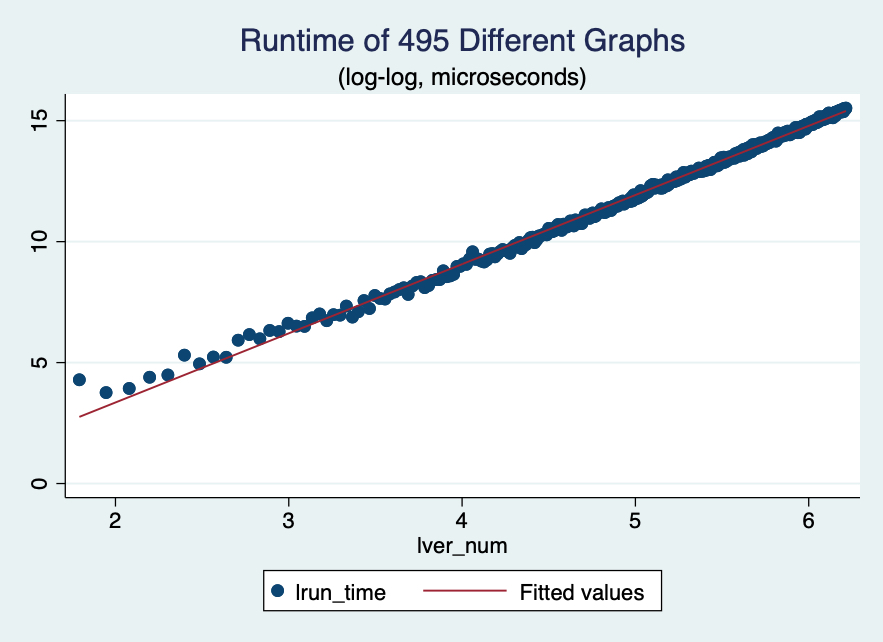 Runtime of 495 Different Graphs
(log-log, microseconds)
15
10
5
0
2 3 4 5 6
lver_num
lrun_time Fitted values